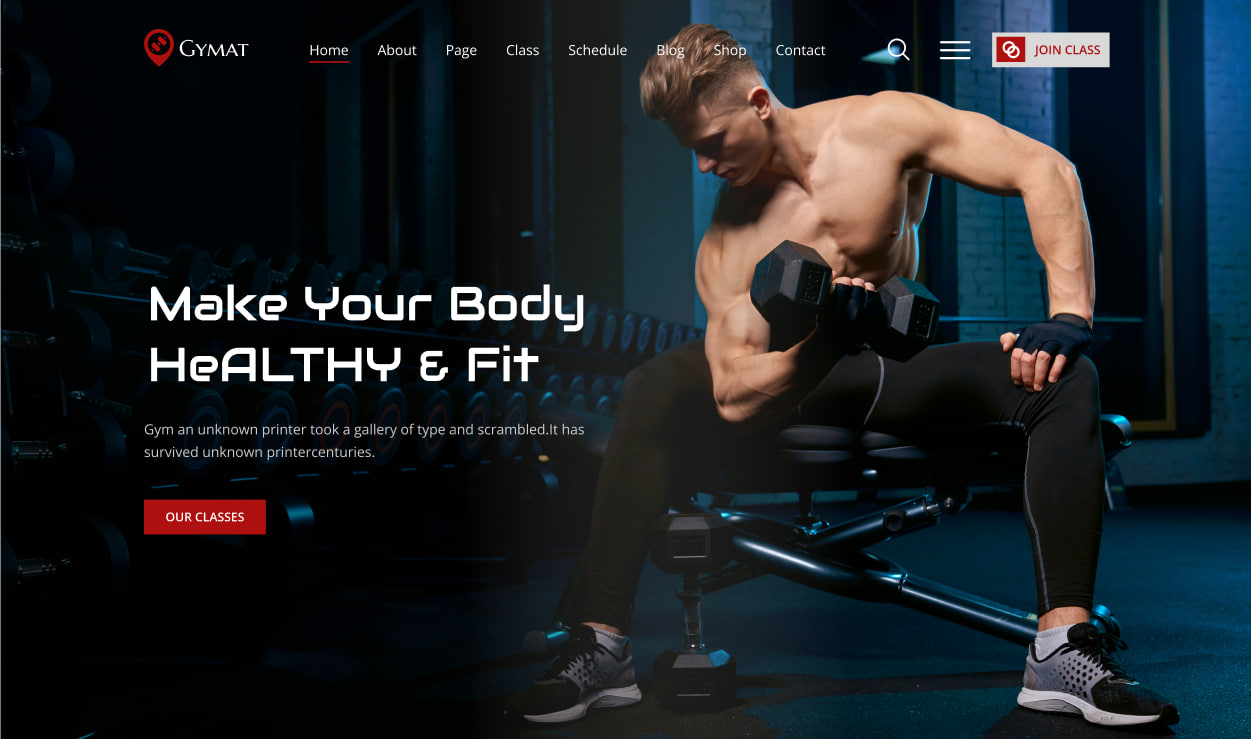 GYMAT
Home About Page Class Schedule Blog Shop Contact
JOIN CLASS
Make Your Body
HeALTHY & Fit
Gym an unknown printer took a gallery of type and scrambled.It has
survived unknown printercenturies.
OUR CLASSES